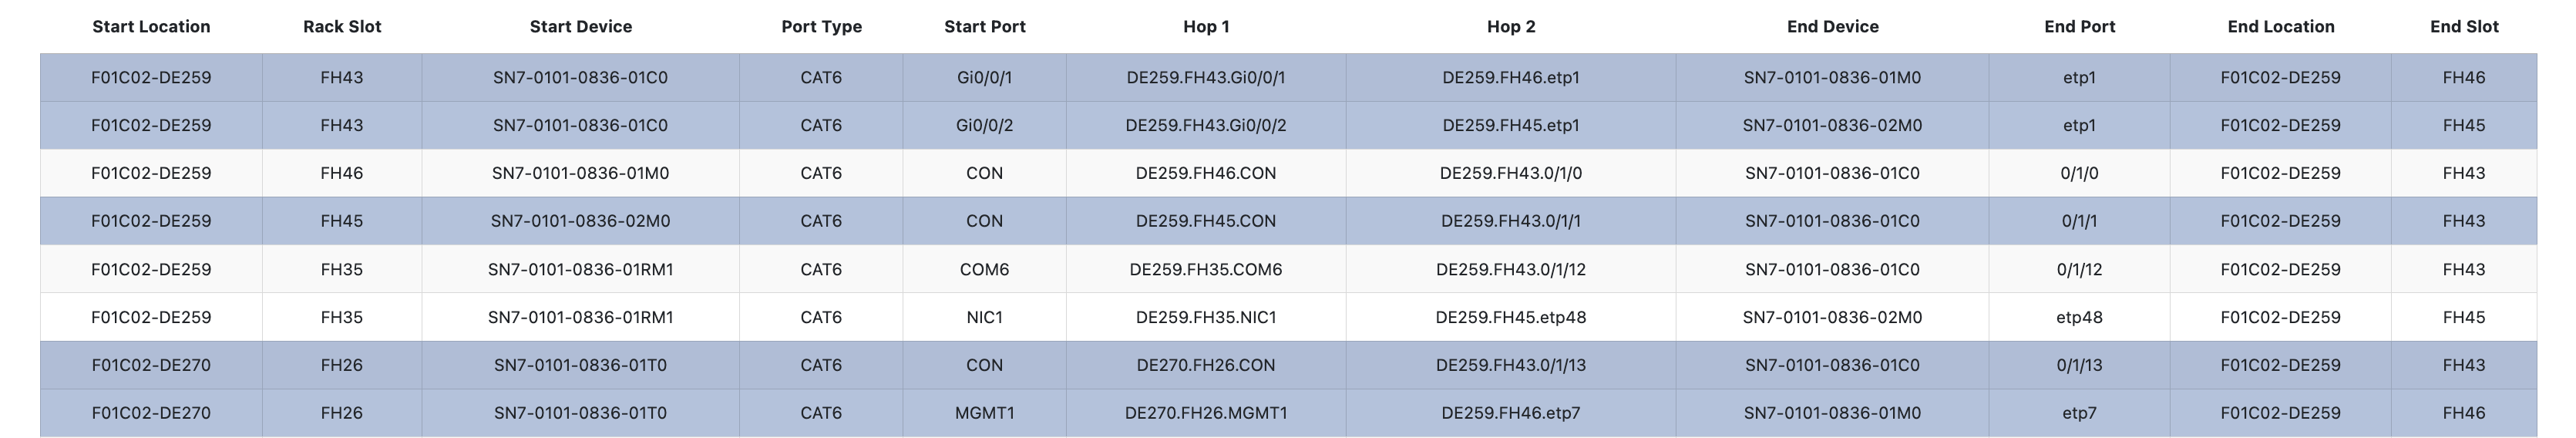 Start Location Rack Slot Start Device Port Type Start Port Hop 1 Hop 2 End Device End Port End Location End Slot
F01C02-DE259 FH43 SN7-0101-0836-01C0 CAT6 Gi0/0/1 DE259.FH43.Gi0/0/1 DE259.FH46.etp1 SN7-0101-0836-01M0 etp1 F01C02-DE259 FH46
F01C02-DE259 FH43 SN7-0101-0836-01C0 CAT6 Gi0/0/2 DE259.FH43.Gi0/0/2 DE259.FH45.etp1 SN7-0101-0836-02M0 etp1 F01C02-DE259 FH45
F01C02-DE259 FH46 SN7-0101-0836-01M0 CAT6 CON DE259.FH46.CON DE259.FH43.0/1/0 SN7-0101-0836-01C0 0/1/0 F01C02-DE259 FH43
F01C02-DE259 FH45 SN7-0101-0836-02M0 CAT6 CON DE259.FH45.CON DE259.FH43.0/1/1 SN7-0101-0836-01C0 0/1/1 F01C02-DE259 FH43
F01C02-DE259 FH35 SN7-0101-0836-01RM1 CAT6 COM6 DE259.FH35.COM6 DE259.FH43.0/1/12 SN7-0101-0836-01C0 0/1/12 F01C02-DE259 FH43
F01C02-DE259 FH35 SN7-0101-0836-01RM1 CAT6 NIC1 DE259.FH35.NIC1 DE259.FH45.etp48 SN7-0101-0836-02M0 etp48 F01C02-DE259 FH45
F01C02-DE270 FH26 SN7-0101-0836-01T0 CAT6 CON DE270.FH26.CON DE259.FH43.0/1/13 SN7-0101-0836-01C0 0/1/13 F01C02-DE259 FH43
F01C02-DE270 FH26 SN7-0101-0836-01T0 CAT6 MGMT1 DE270.FH26.MGMT1 DE259.FH46.etp7 SN7-0101-0836-01M0 etp7 F01C02-DE259 FH46